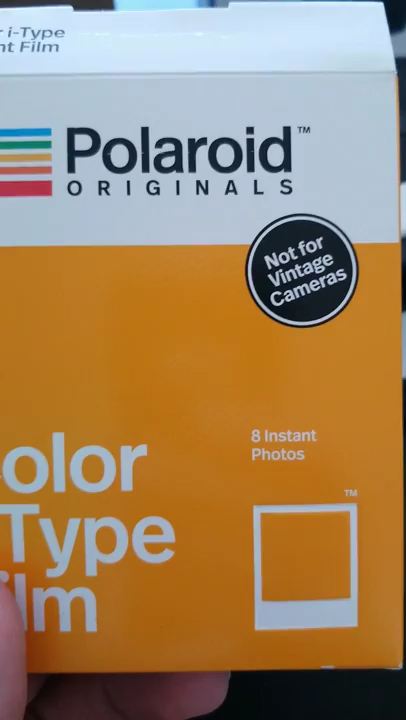 r i-Type
nt Film
Polaroid™
ORIGINALS
Not for
Vintage
Cameras
8 Instant
Photos
olor
Type
ilm
™